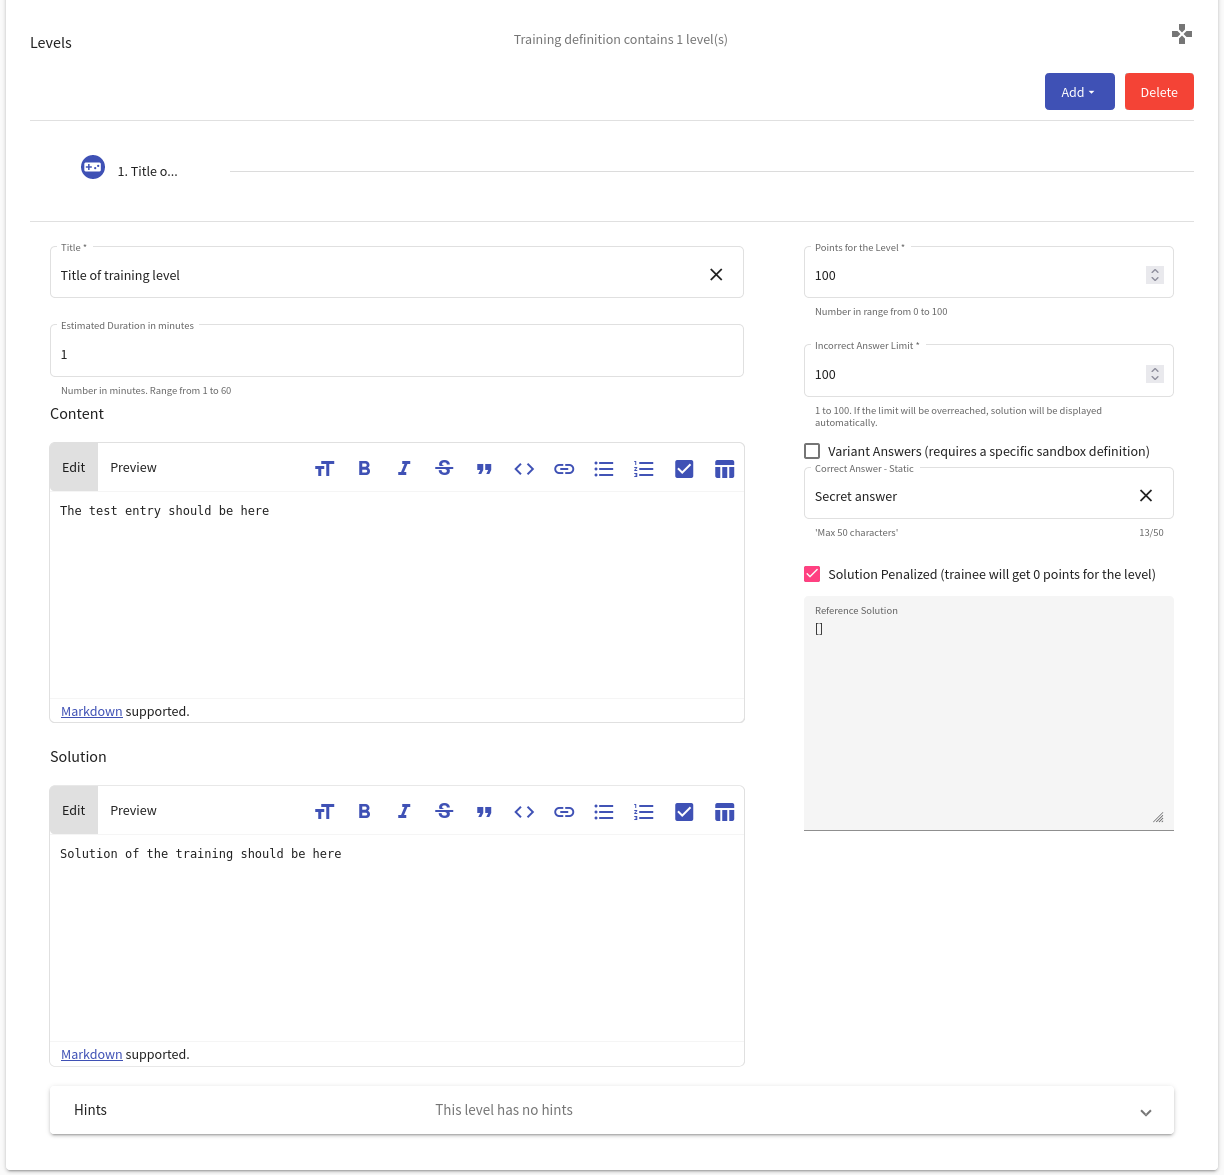 Levels
Training definition contains 1 level(s)
Add
Delete
1. Title o...
Title *
Title of training level
Estimated Duration in minutes
1
Number in minutes. Range from 1 to 60
Content
Edit
Preview
The test entry should be here
Markdown supported.
Solution
Edit
Preview
Solution of the training should be here
Markdown supported.
Points for the Level *
100
Number in range from 0 to 100
Incorrect Answer Limit *
100
1 to 100. If the limit will be overreached, solution will be displayed
automatically.
Variant Answers (requires a specific sandbox definition)
Correct Answer - Static
Secret answer
'Max 50 characters'
13/50
Solution Penalized (trainee will get 0 points for the level)
Reference Solution
[]
Hints
This level has no hints